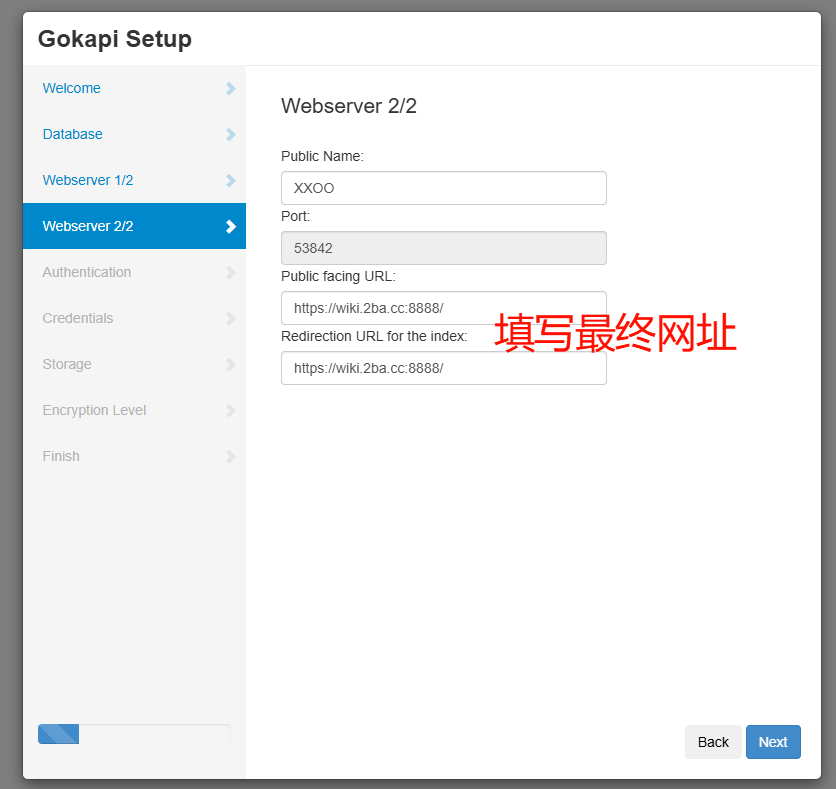 Gokapi Setup
Welcome
Database
Webserver 1/2
Webserver 2/2
Authentication
Credentials
Storage
Encryption Level
Finish
Webserver 2/2
Public Name:
XXOO
Port:
53842
Public facing URL:
https://wiki.2ba.cc:8888/
填写最终网址
Redirection URL for the index:
https://wiki.2ba.cc:8888/
Back
Next